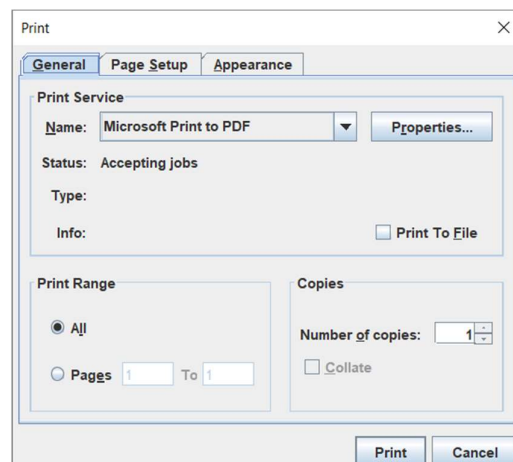 Print
General Page Setup Appearance
Print Service
Name: Microsoft Print to PDF Properties...
Status: Accepting jobs
Type:
Info: Print To File
Print Range
All
Pages 1 To 1
Copies
Number of copies: 1
Collate
Print Cancel